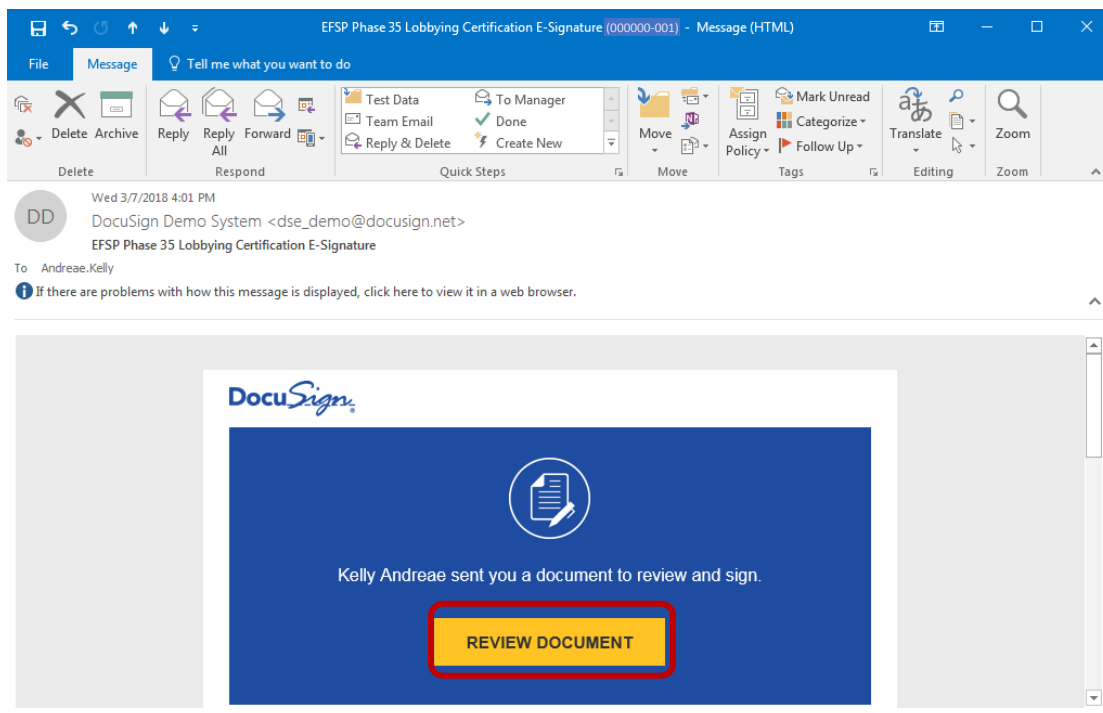 EFSP Phase 35 Lobbying Certification E-Signature (000000-001) - Message (HTML)
File Message Tell me what you want to do
Delete Archive
Reply Reply All Forward
Test Data To Manager
Team Email Done
Reply & Delete Create New
Move
Assign Policy
Mark Unread
Categorize
Follow Up
Translate
Zoom
Delete Respond Quick Steps Move Tags Editing Zoom
Wed 3/7/2018 4:01 PM
DD
DocuSign Demo System <dse_demo@docusign.net>
EFSP Phase 35 Lobbying Certification E-Signature
To Andreae.Kelly
If there are problems with how this message is displayed, click here to view it in a web browser.
DocuSign
Kelly Andreae sent you a document to review and sign.
REVIEW DOCUMENT